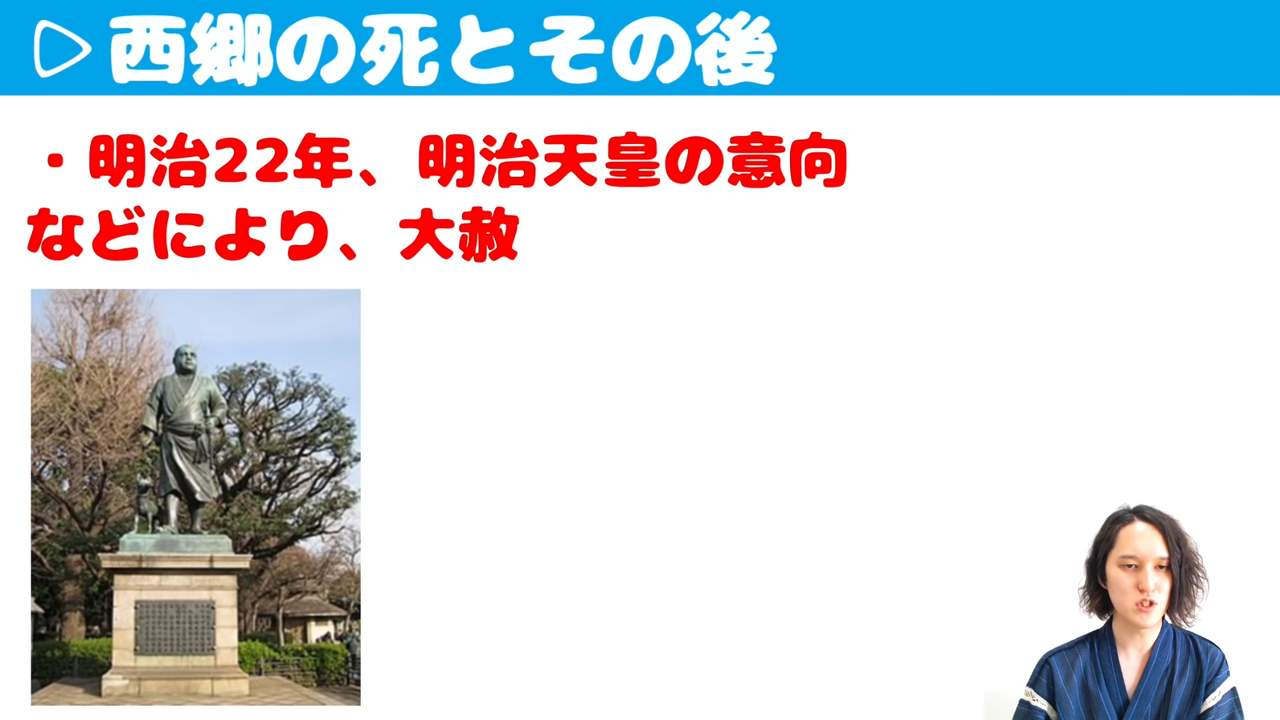 西郷の死とその後
・明治22年、明治天皇の意向
などにより、大赦